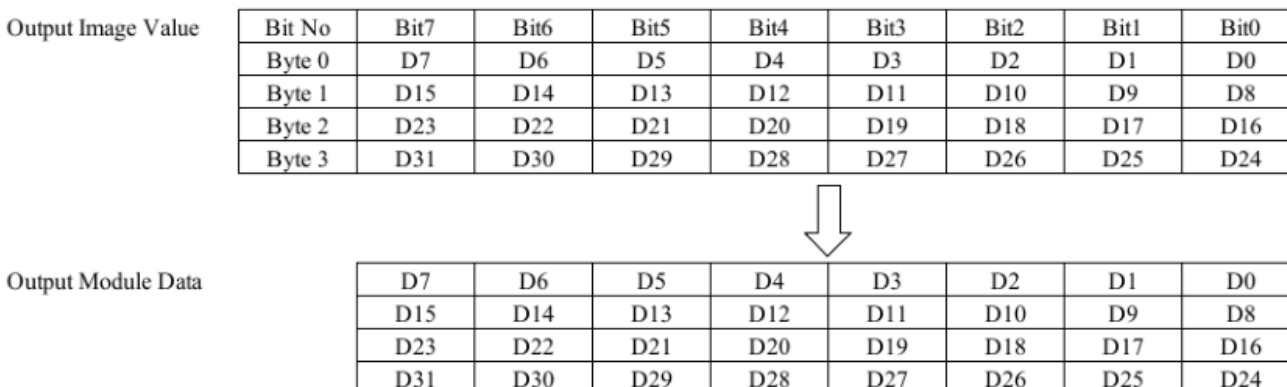 Output Image Value Bit No Bit7 Bit6 Bit5 Bit4 Bit3 Bit2 Bit1 Bit0
Byte 0 D7 D6 D5 D4 D3 D2 D1 D0
Byte 1 D15 D14 D13 D12 D11 D10 D9 D8
Byte 2 D23 D22 D21 D20 D19 D18 D17 D16
Byte 3 D31 D30 D29 D28 D27 D26 D25 D24
Output Module Data D7 D6 D5 D4 D3 D2 D1 D0
D15 D14 D13 D12 D11 D10 D9 D8
D23 D22 D21 D20 D19 D18 D17 D16
D31 D30 D29 D28 D27 D26 D25 D24